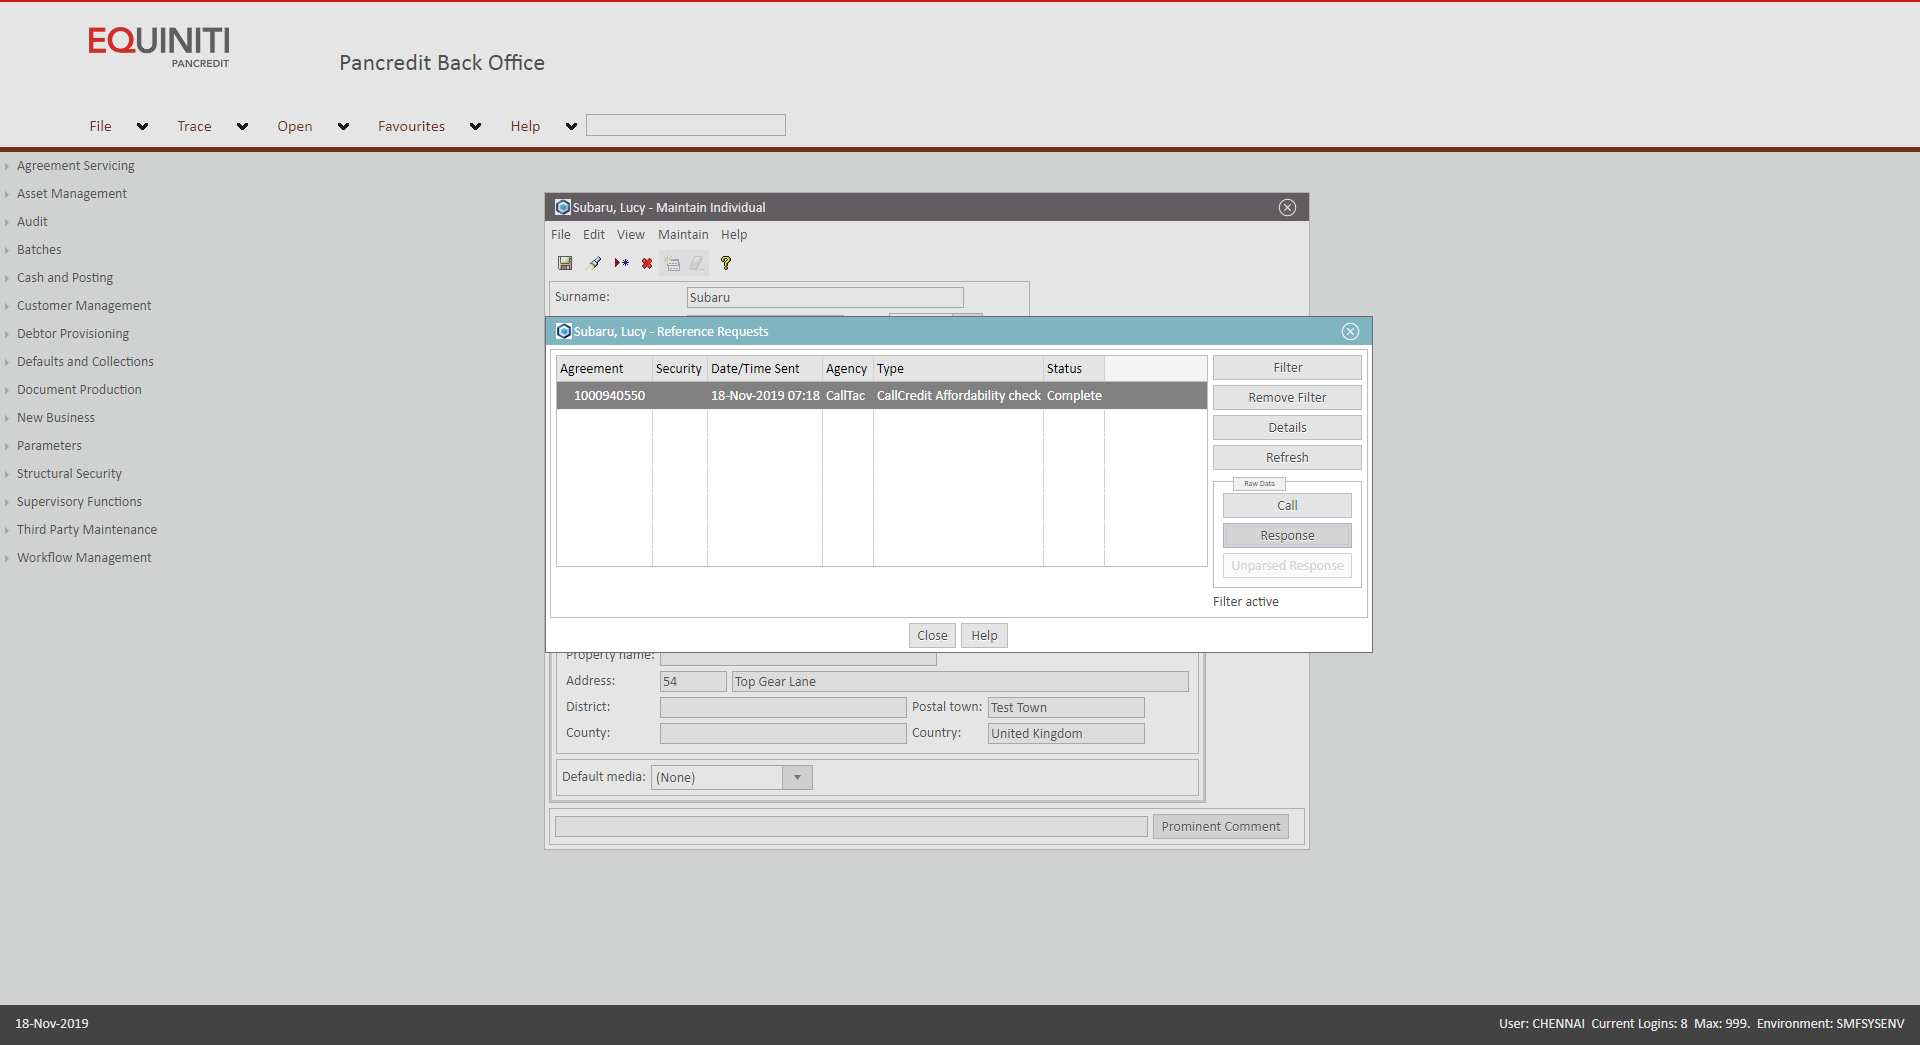 EQUINITI
PANCREDIT
Pancredit Back Office
File Trace Open Favourites Help
Agreement Servicing
Asset Management
Audit
Batches
Cash and Posting
Customer Management
Debtor Provisioning
Defaults and Collections
Document Production
New Business
Parameters
Structural Security
Supervisory Functions
Third Party Maintenance
Workflow Management
Subaru, Lucy - Maintain Individual
File Edit View Maintain Help
Surname: Subaru
Subaru, Lucy - Reference Requests
Agreement Security Date/Time Sent Agency Type Status
1000940550 18-Nov-2019 07:18 CallTac CallCredit Affordability check Complete
Filter
Remove Filter
Details
Refresh
Raw Data
Call
Response
Unparsed Response
Filter active
Close Help
Property name:
Address: 54 Top Gear Lane
District: Postal town: Test Town
County: Country: United Kingdom
Default media: (None)
Prominent Comment
18-Nov-2019 User: CHENNAI Current Logins: 8 Max: 999. Environment: SMFSYSENV